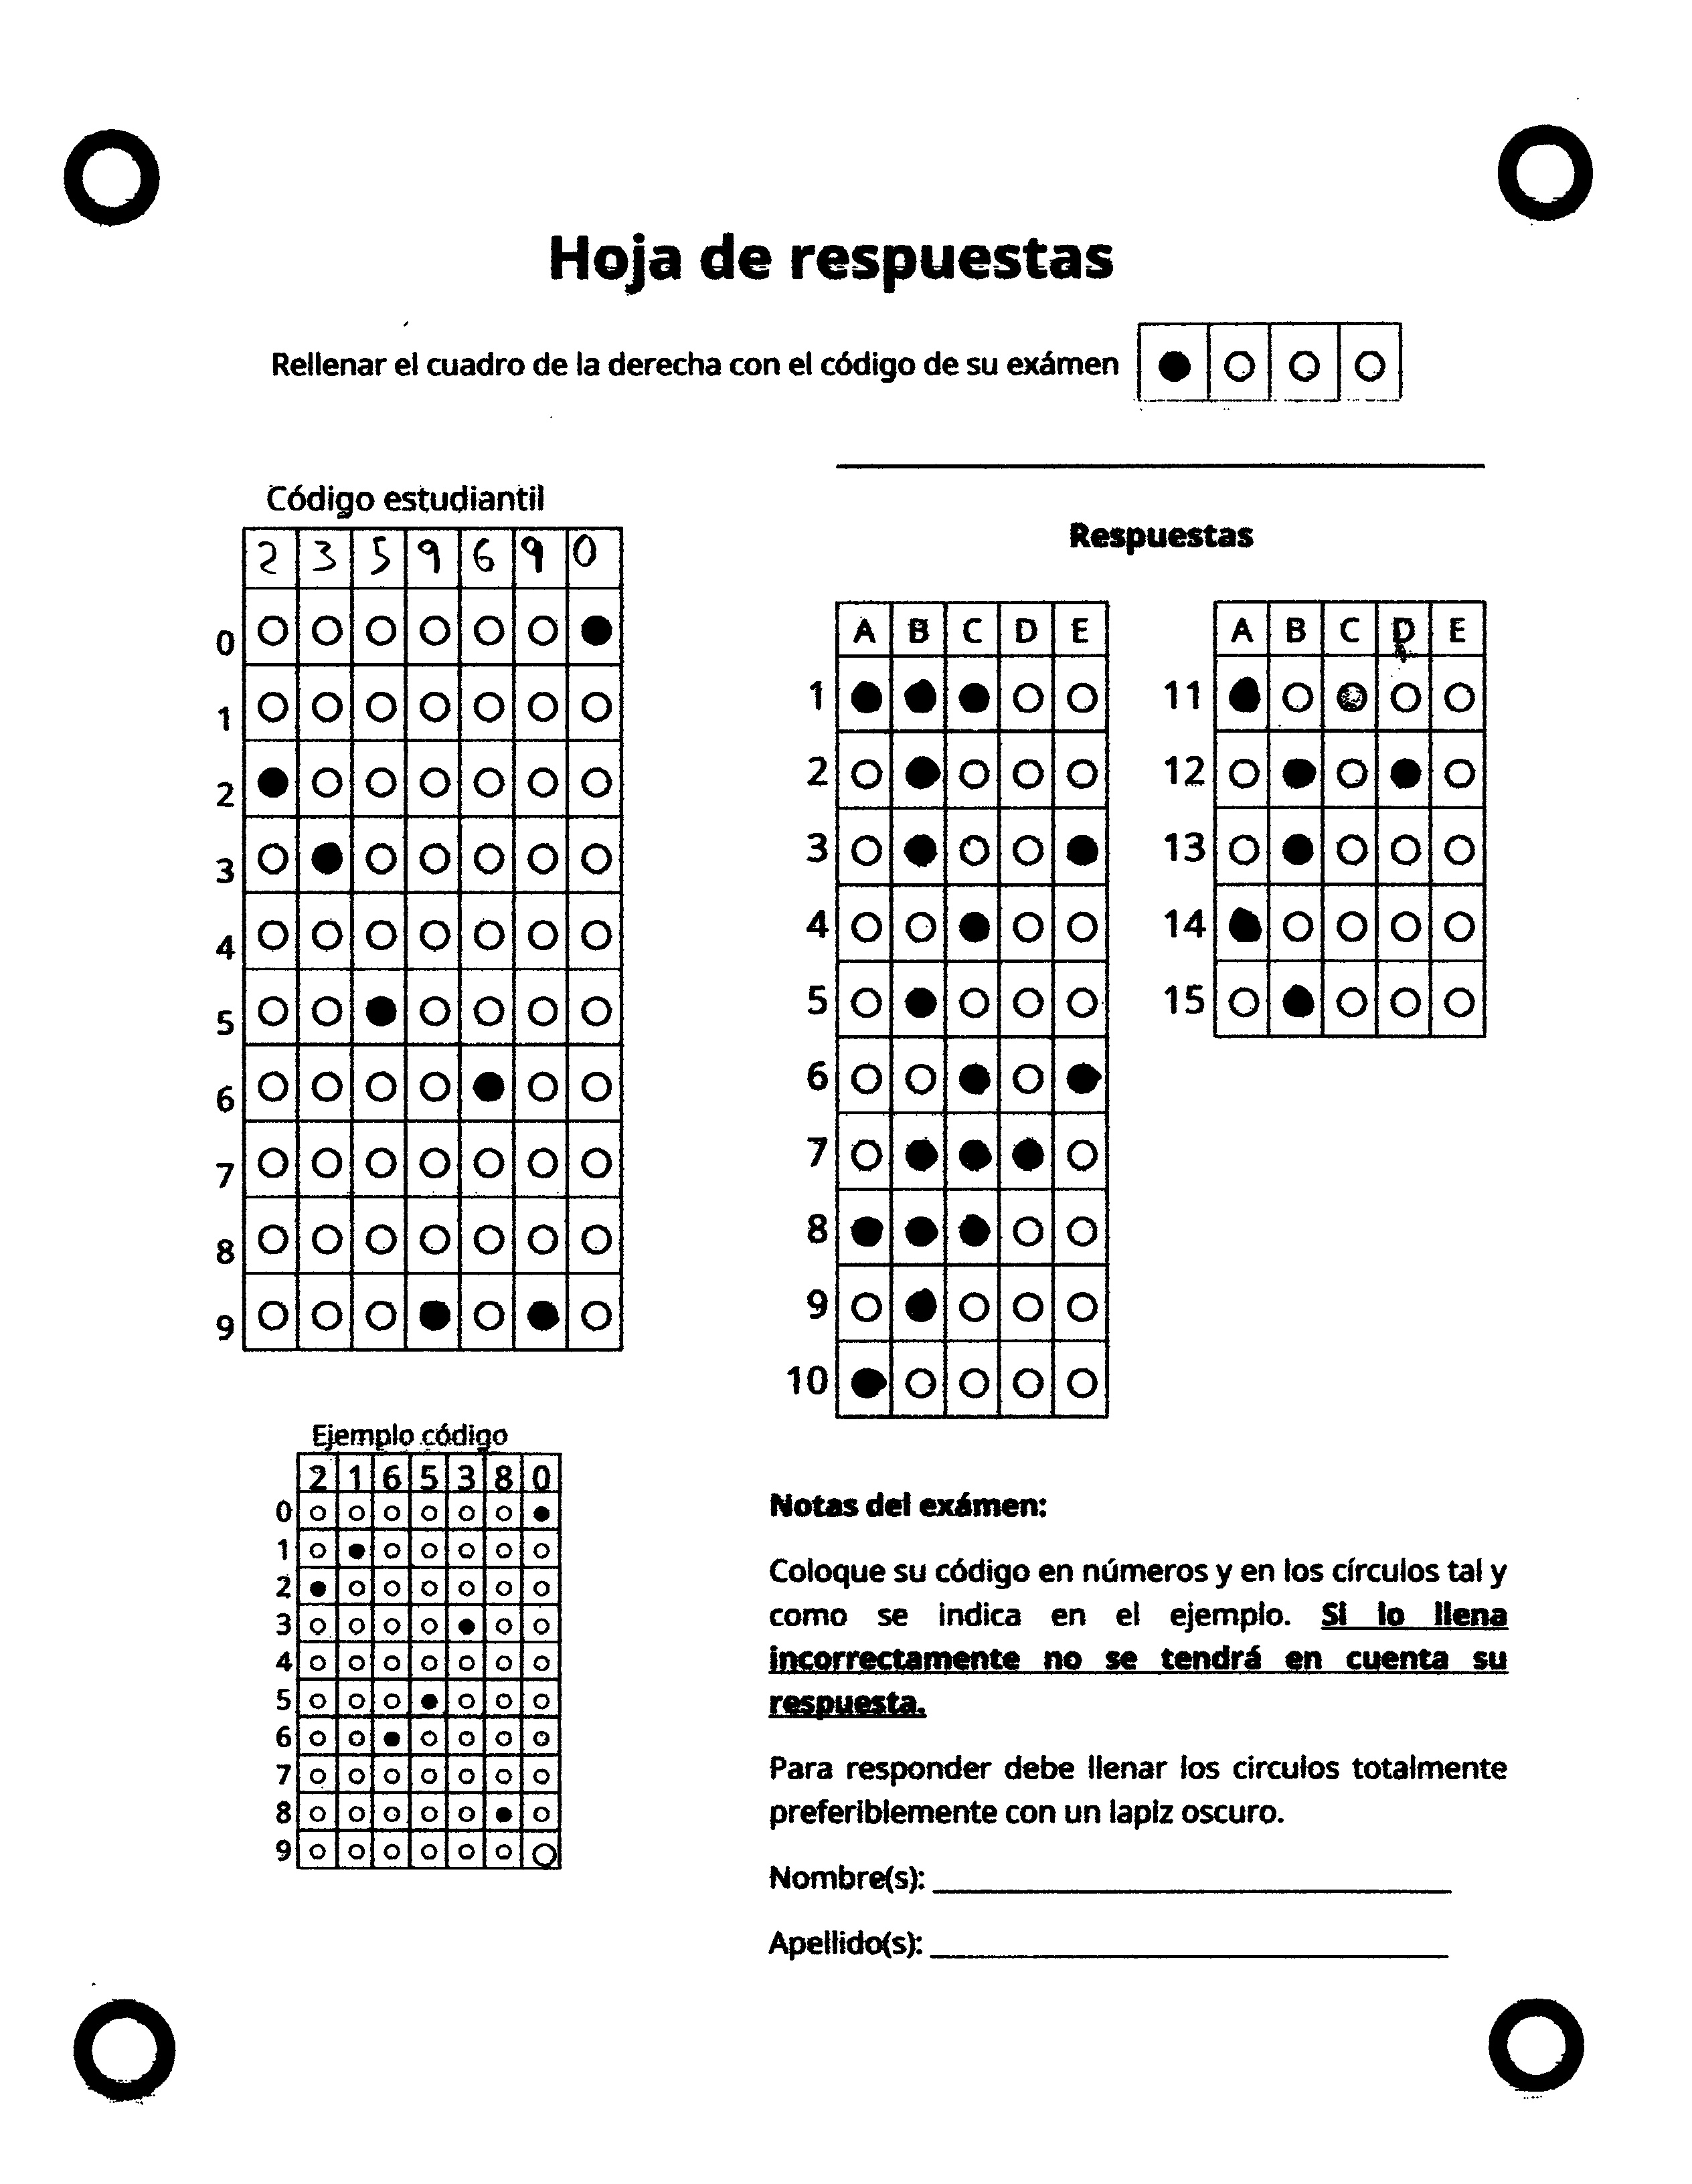 Hoja de respuestas
Rellenar el cuadro de la derecha con el código de su exámen
Código estudiantil
2 3 5 9 6 9 0
0
1
2
3
4
5
6
7
8
9
Respuestas
A B C D E
1
2
3
4
5
6
7
8
9
10
A B C D E
11
12
13
14
15
Ejemplo código
2 1 6 5 3 8 0
0
1
2
3
4
5
6
7
8
9
Notas del exámen:
Coloque su código en números y en los círculos tal y
como se indica en el ejemplo. Si lo llena
incorrectamente no se tendrá en cuenta su
respuesta.
Para responder debe llenar los circulos totalmente
preferiblemente con un lapiz oscuro.
Nombre(s):
Apellido(s):